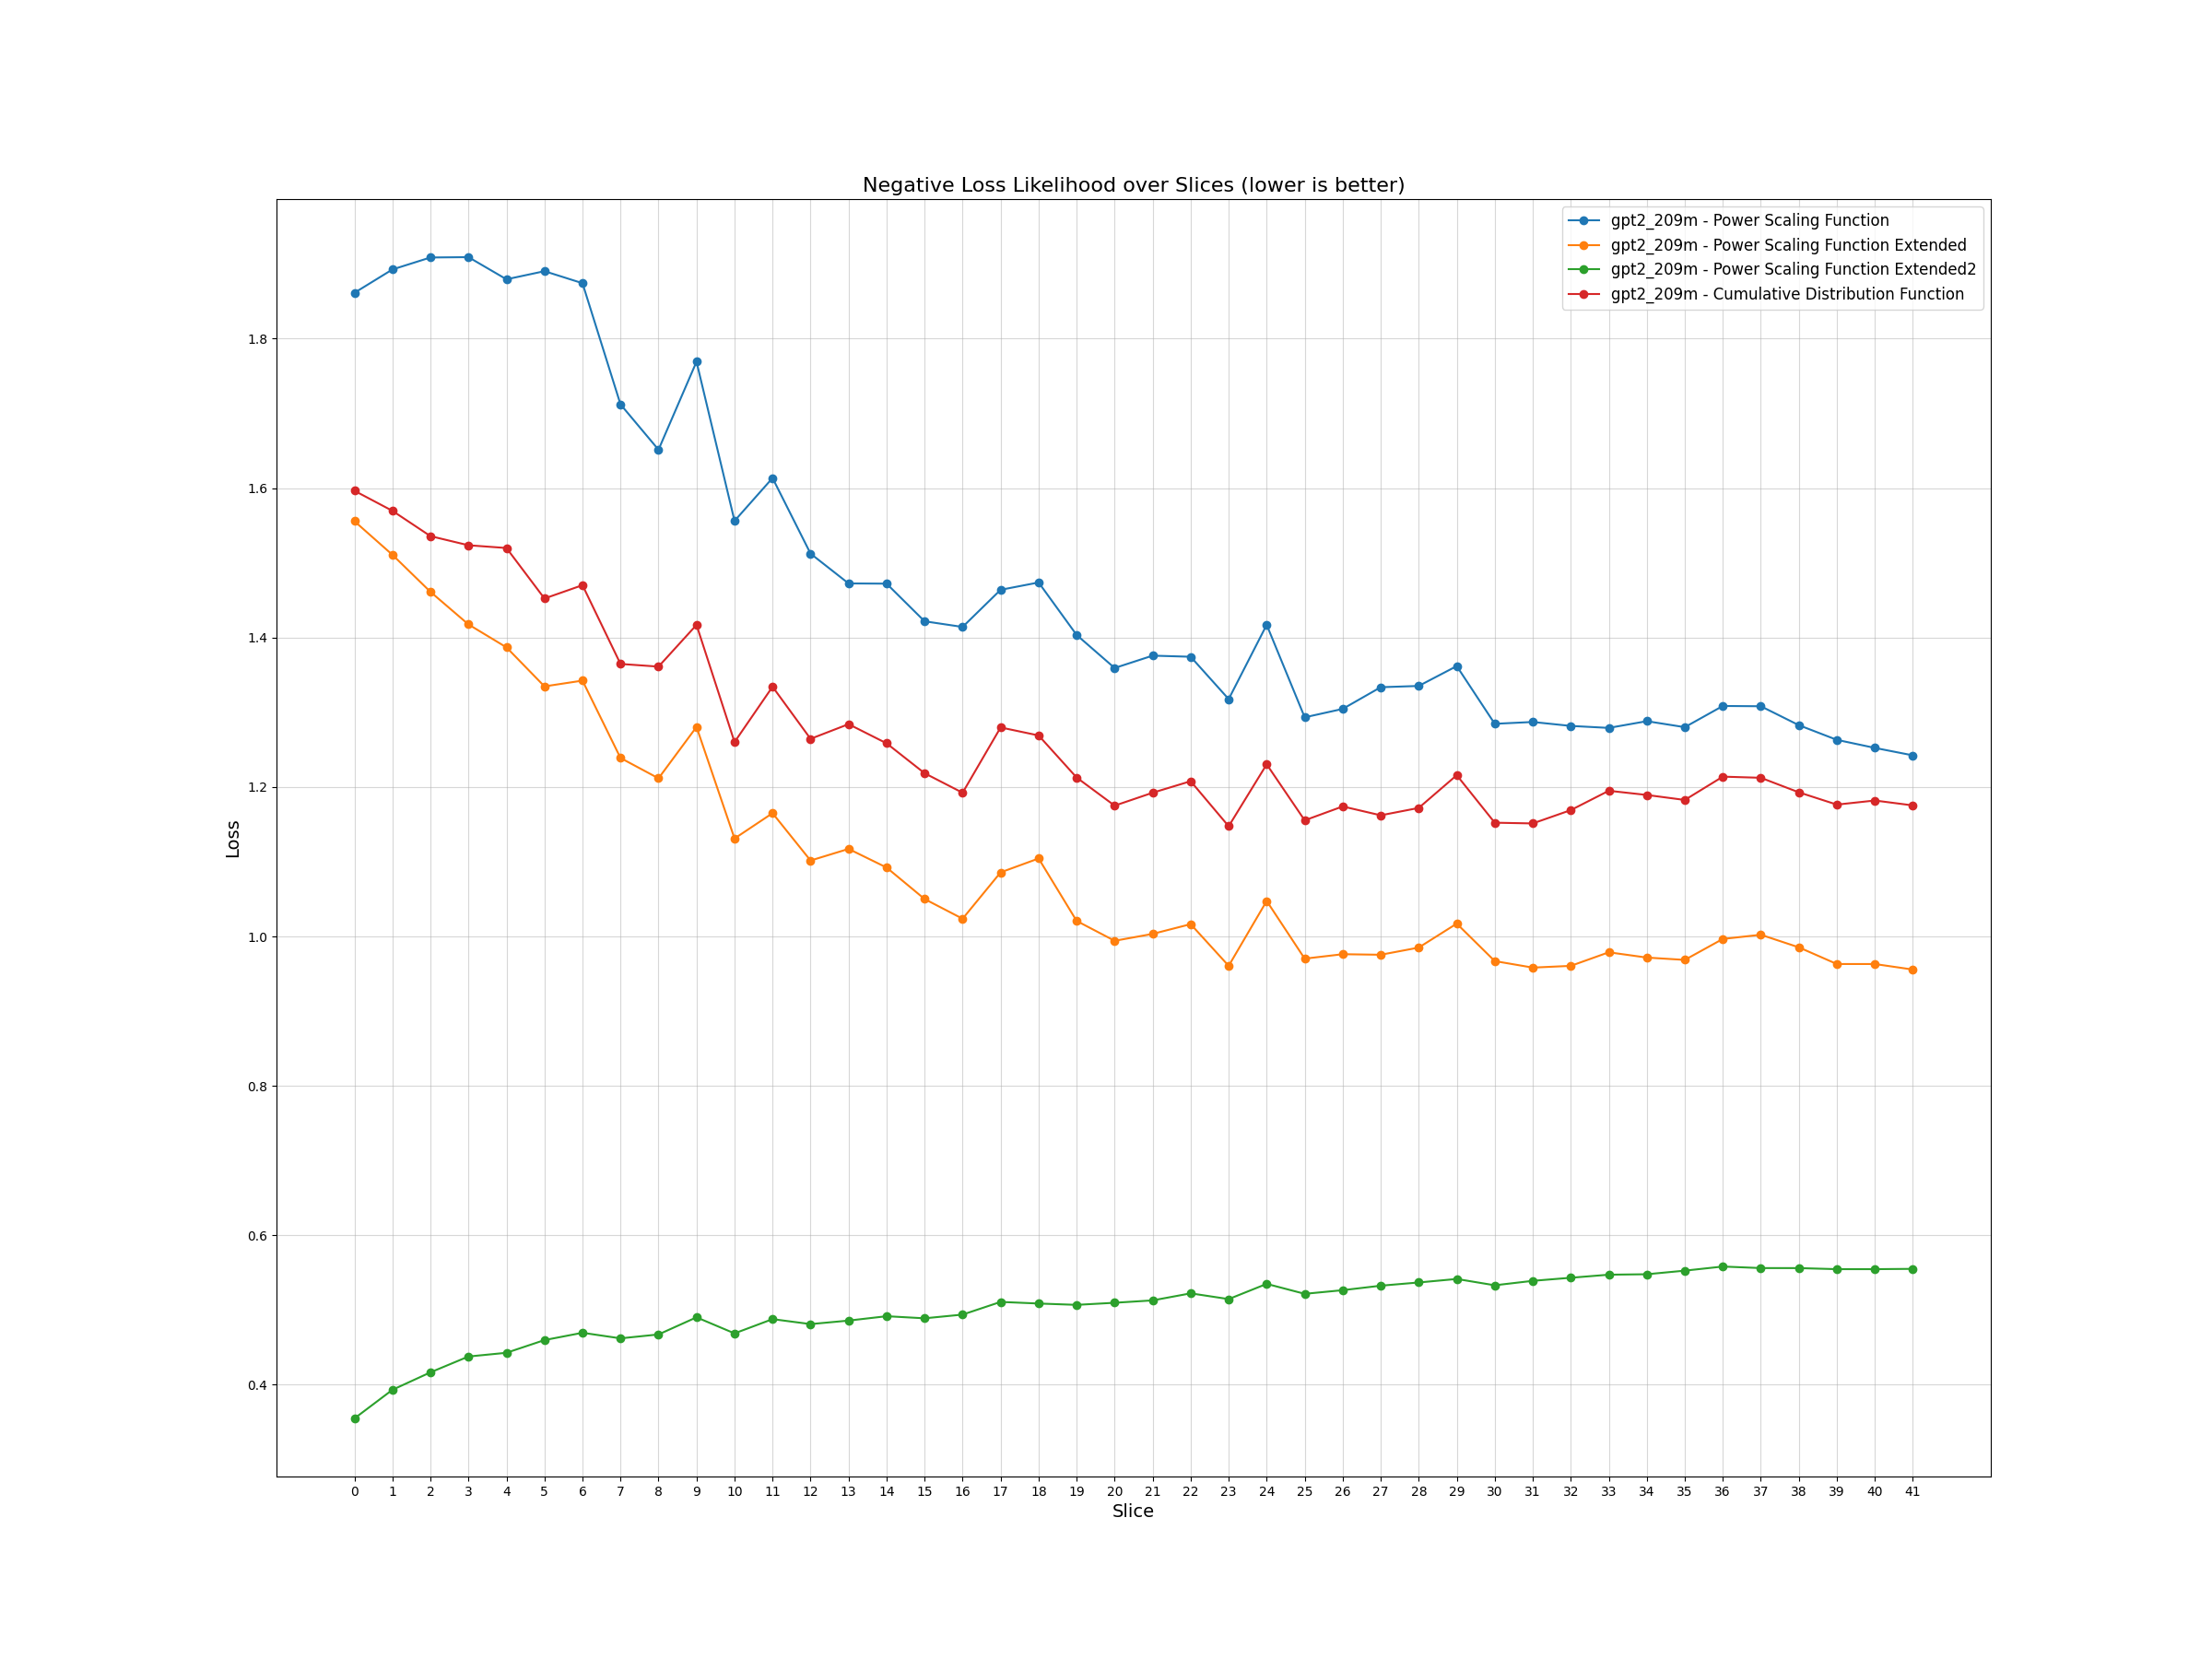 Negative Loss Likelihood over Slices (lower is better)
gpt2_209m - Power Scaling Function
gpt2_209m - Power Scaling Function Extended
gpt2_209m - Power Scaling Function Extended2
gpt2_209m - Cumulative Distribution Function
1.8
1.6
1.4
1.2
1.0
0.8
0.6
0.4
Loss
0 1 2 3 4 5 6 7 8 9 10 11 12 13 14 15 16 17 18 19 20 21 22 23 24 25 26 27 28 29 30 31 32 33 34 35 36 37 38 39 40 41
Slice